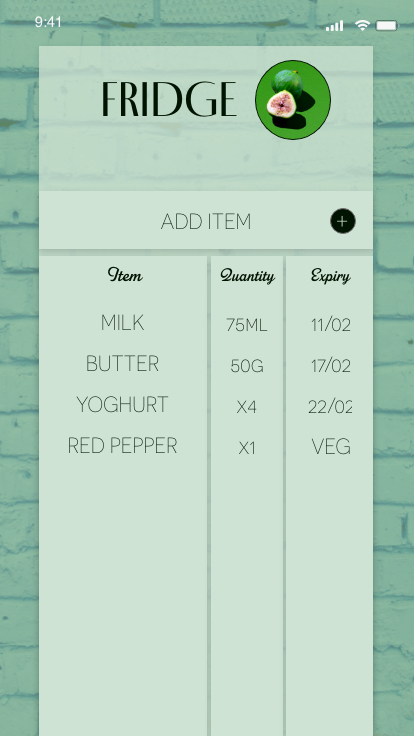 9:41
FRIDGE
ADD ITEM
Item Quantity Expiry
MILK 75ML 11/02
BUTTER 50G 17/02
YOGHURT X4 22/02
RED PEPPER X1 VEG